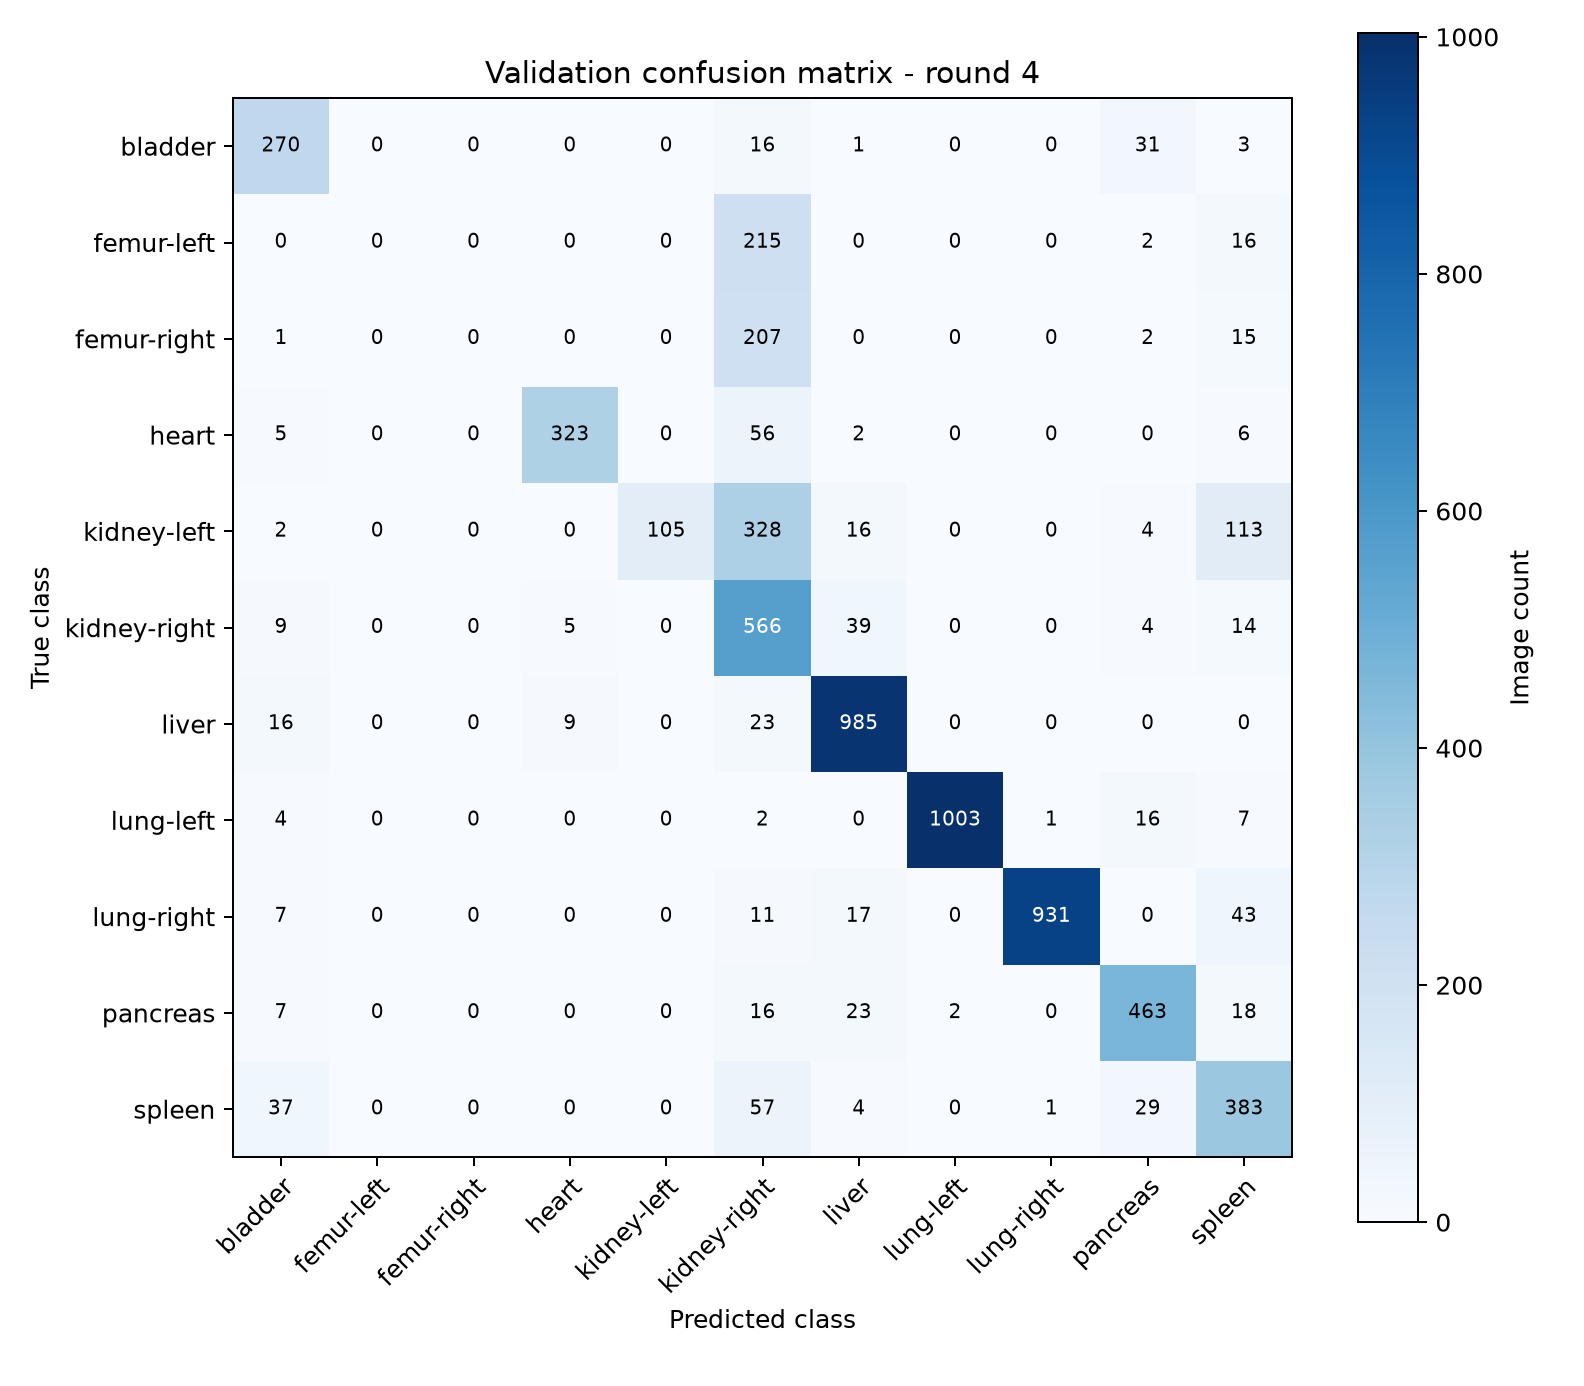 Validation confusion matrix - round 4
bladder 270 0 0 0 0 16 1 0 0 31 3
femur-left 0 0 0 0 0 215 0 0 0 2 16
femur-right 1 0 0 0 0 207 0 0 0 2 15
heart 5 0 0 323 0 56 2 0 0 0 6
kidney-left 2 0 0 0 105 328 16 0 0 4 113
kidney-right 9 0 0 5 0 566 39 0 0 4 14
liver 16 0 0 9 0 23 985 0 0 0 0
lung-left 4 0 0 0 0 2 0 1003 1 16 7
lung-right 7 0 0 0 0 11 17 0 931 0 43
pancreas 7 0 0 0 0 16 23 2 0 463 18
spleen 37 0 0 0 0 57 4 0 1 29 383
bladder femur-left femur-right heart kidney-left kidney-right liver lung-left lung-right pancreas spleen
Predicted class
True class
1000
800
600
400
200
0
Image count